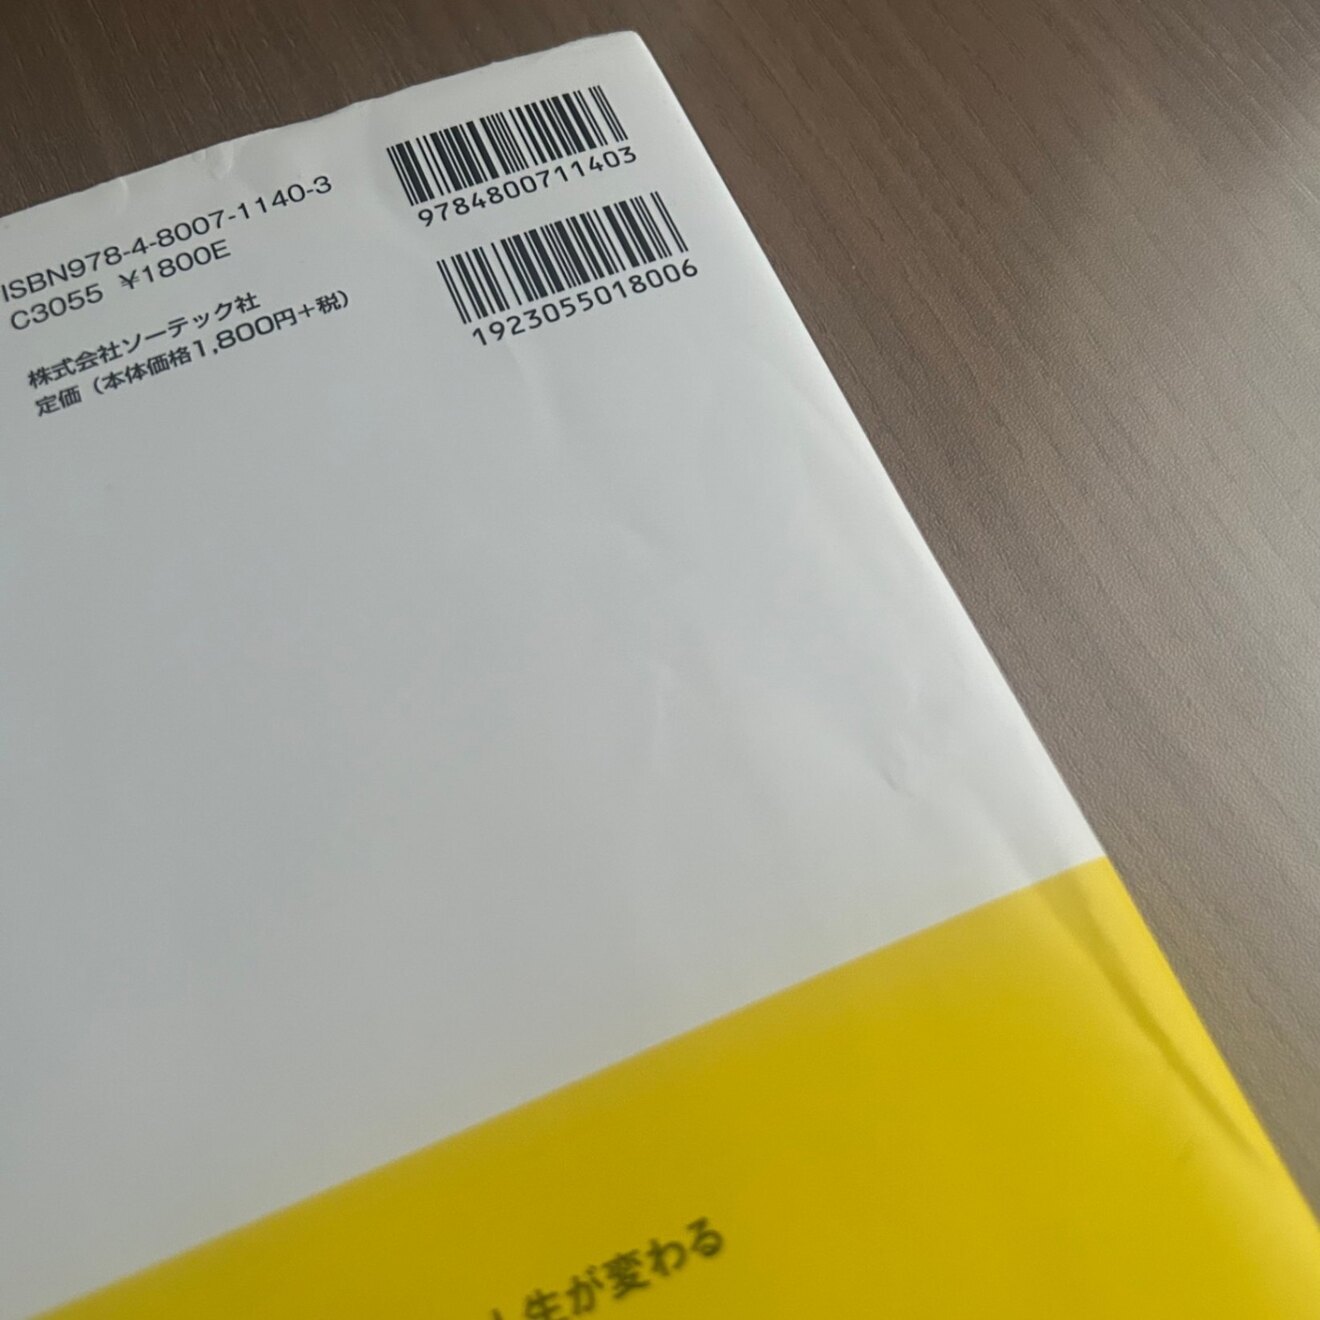 9784800711403
ISBN978-4-8007-1140-3
C3055 ¥1800E
1923055018006
株式会社ソーテック社
定価（本体価格1,800円+税）
生が変わる